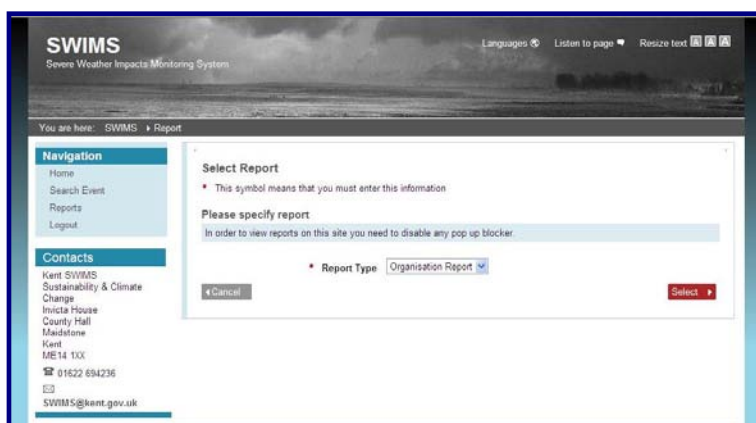 SWIMS
Severe Weather Impacts Monitoring System
Languages
Listen to page
Resize text A A A
You are here: SWIMS Report
Navigation
Home
Search Event
Reports
Logout
Contacts
Kent SWIMS
Sustainability & Climate
Change
Invicta House
County Hall
Maidstone
Kent
ME14 1XX
01622 694236
SWIMS@kent.gov.uk
Select Report
* This symbol means that you must enter this information
Please specify report
In order to view reports on this site you need to disable any pop up blocker.
* Report Type Organisation Report
Cancel
Select